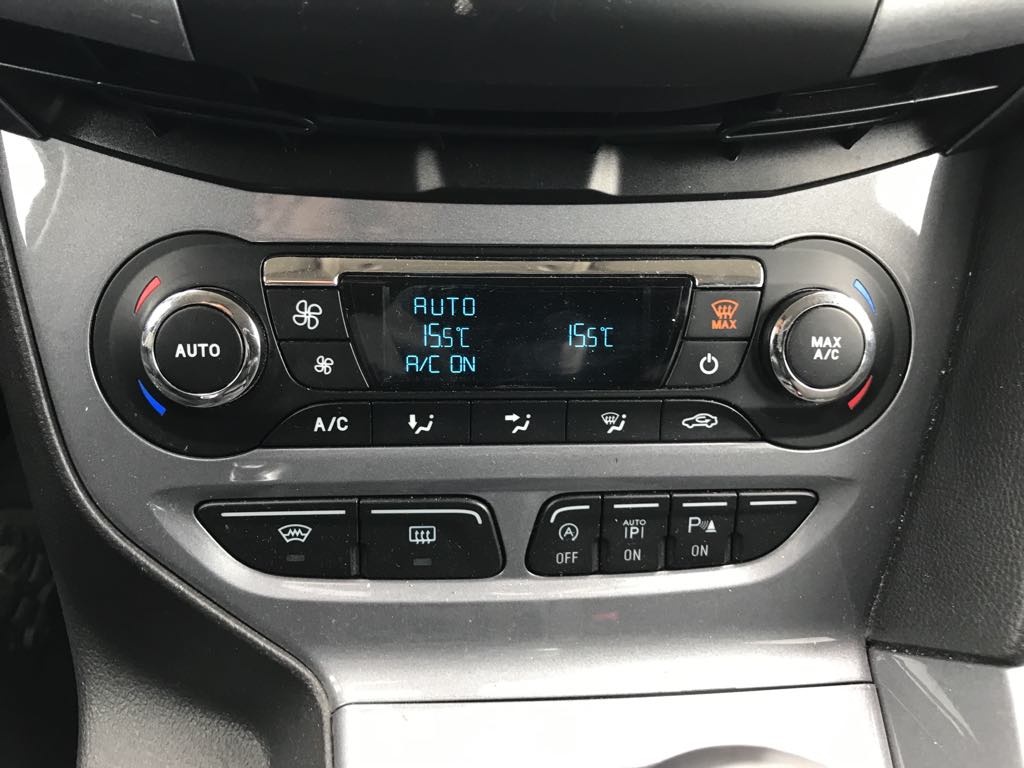 AUTO
AUTO
15.5°C 15.5°C
A/C ON
MAX
MAX
A/C
A/C
A
OFF
AUTO
P
ON
P
ON